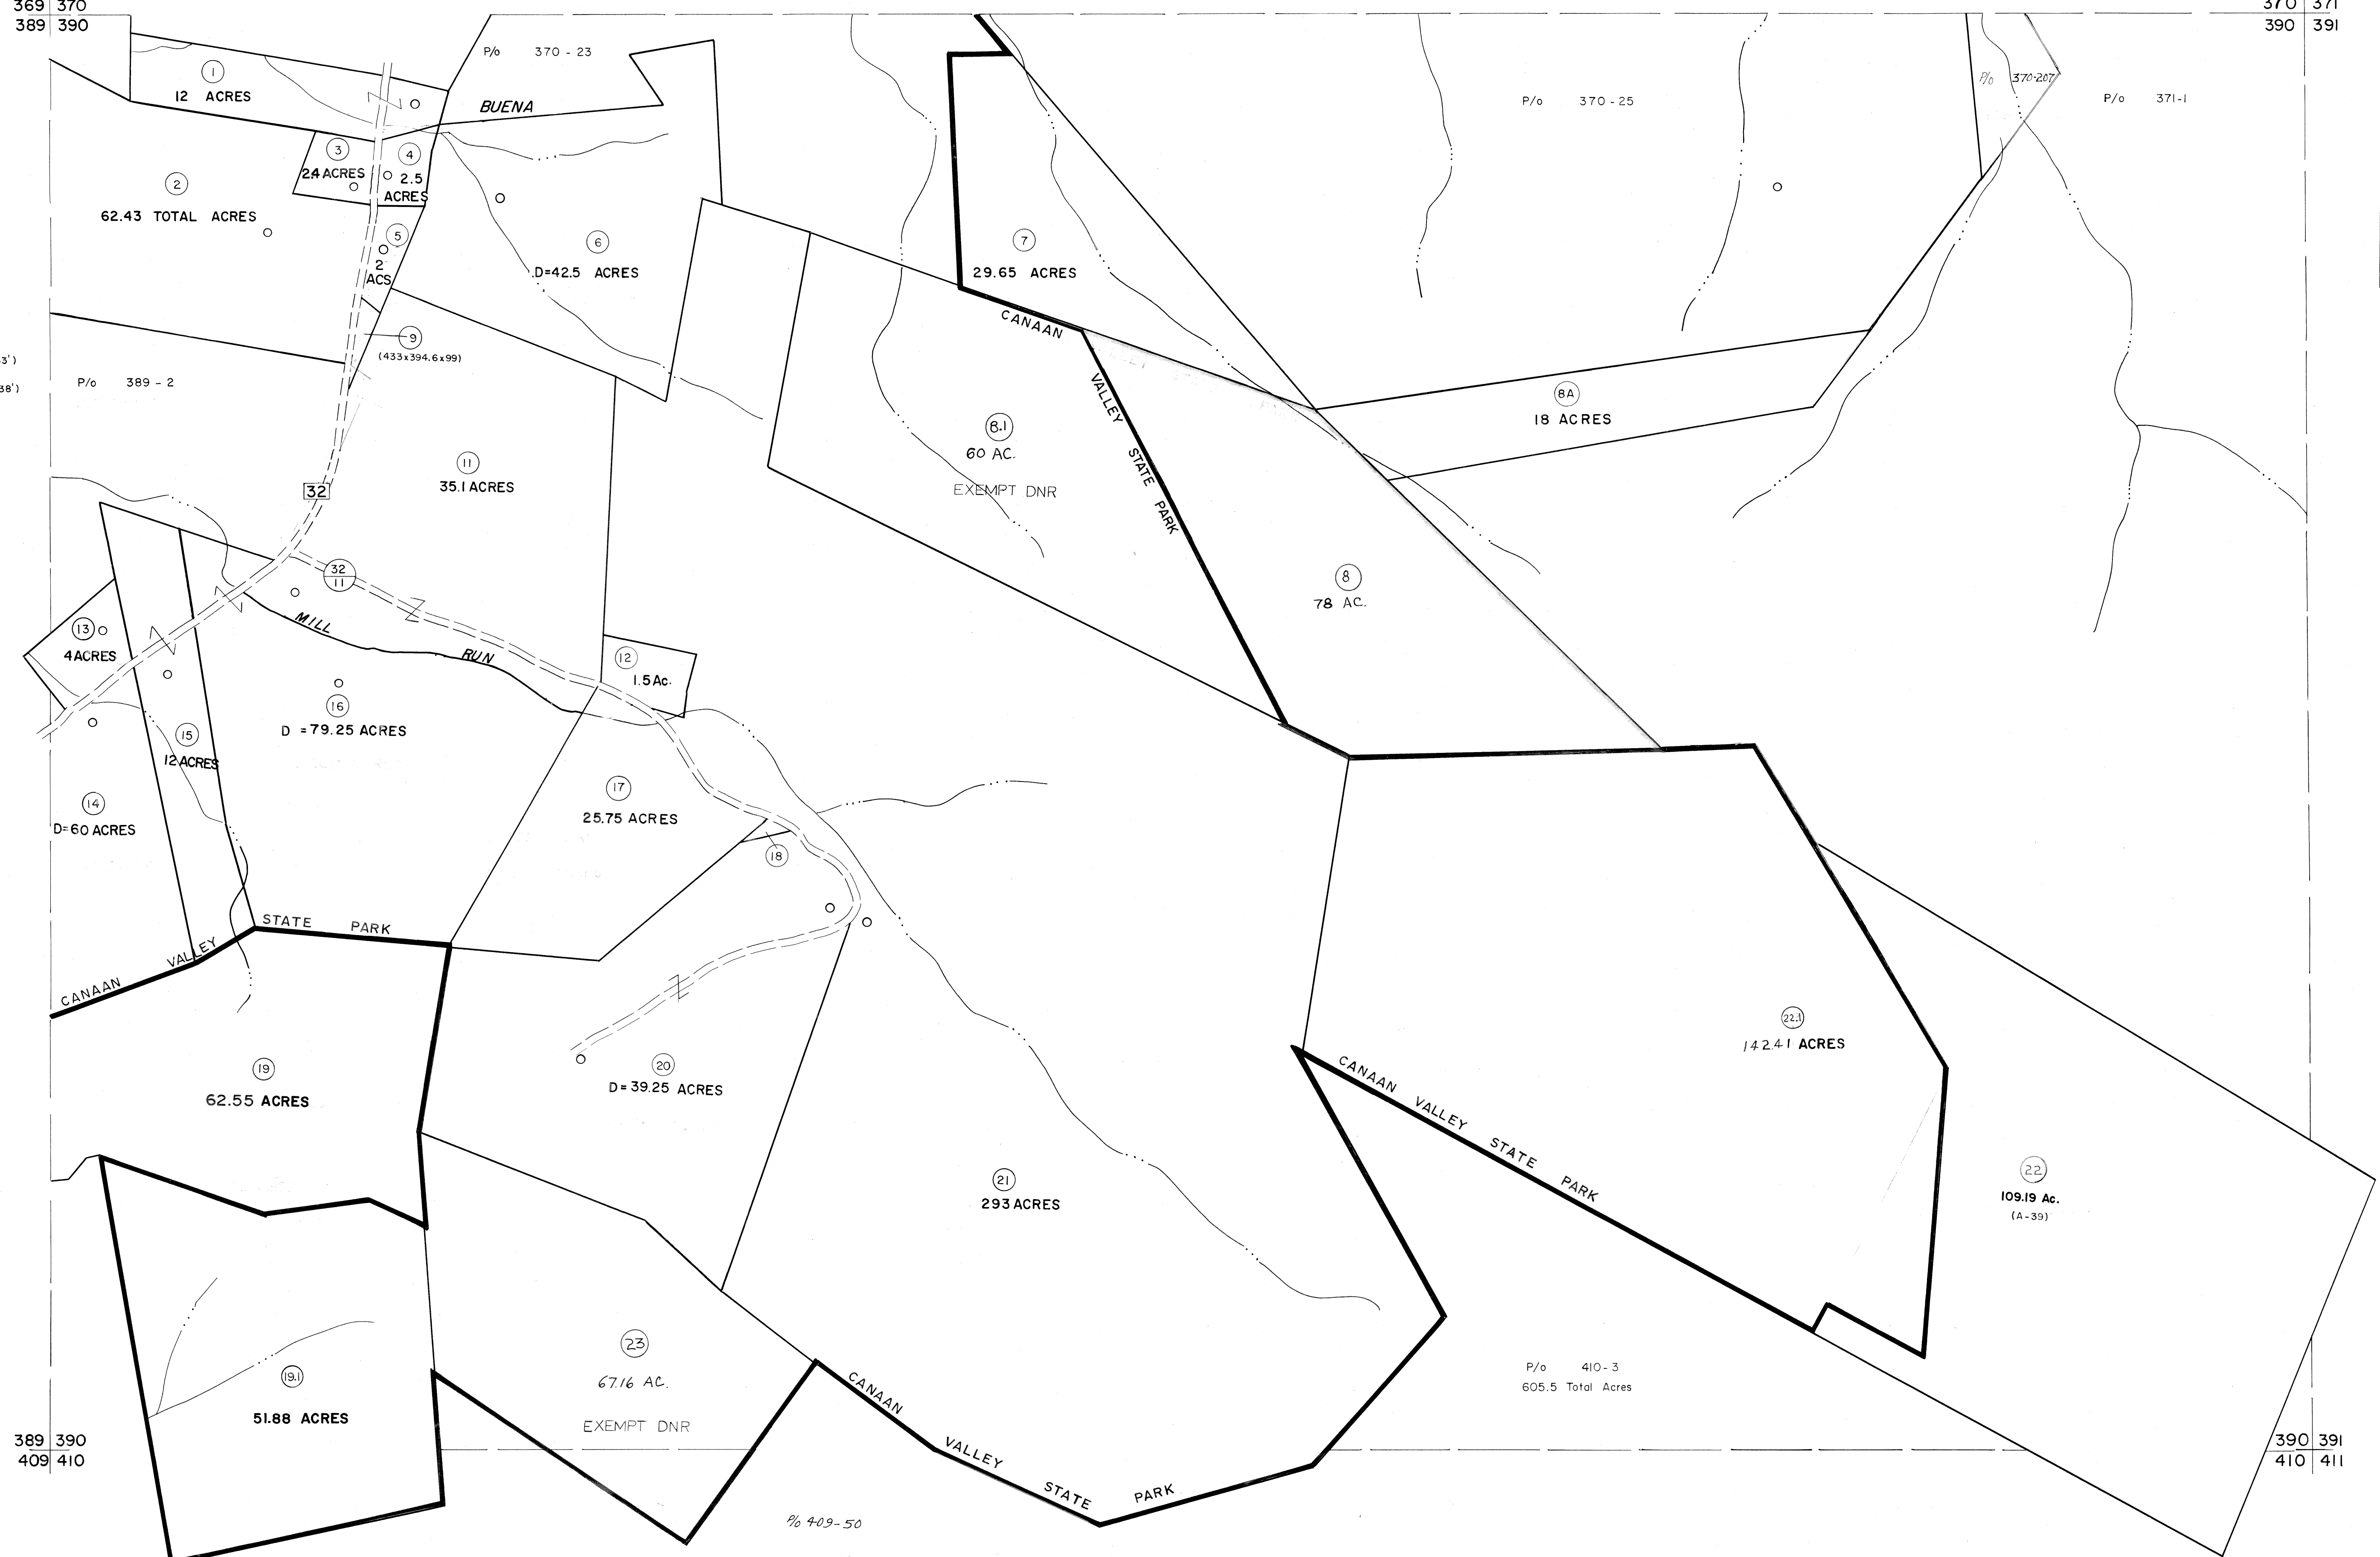 369 370
389 390
370 371
390 391
P/o 370-23
1
12 ACRES
BUENA
P/o 370-25
P/o 370-207
P/o 371-1
3
2.4 ACRES
4
2.5
ACRES
2
62.43 TOTAL ACRES
5
2
ACS
6
D=42.5 ACRES
7
29.65 ACRES
CANAAN
VALLEY
STATE PARK
9
(433x394.6x99)
3')
38')
P/o 389-2
8A
18 ACRES
8.1
60 AC.
EXEMPT DNR
11
35.1 ACRES
32
32
11
8
78 AC.
MILL
RUN
13
4 ACRES
12
1.5 Ac.
16
D = 79.25 ACRES
15
12 ACRES
14
D=60 ACRES
17
25.75 ACRES
18
STATE PARK
CANAAN VALLEY
22.1
142.41 ACRES
19
62.55 ACRES
20
D= 39.25 ACRES
CANAAN VALLEY STATE PARK
21
293 ACRES
22
109.19 Ac.
(A-39)
23
67.16 AC.
EXEMPT DNR
19.1
51.88 ACRES
P/o 410-3
605.5 Total Acres
CANAAN
VALLEY
STATE PARK
389 390
409 410
390 391
410 411
P/o 409-50